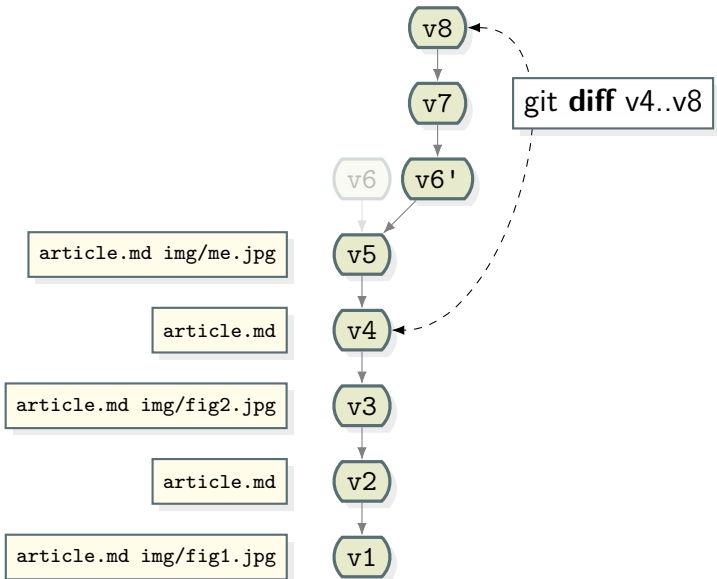 v8
v7
git diff v4..v8
v6
v6'
article.md img/me.jpg
v5
article.md
v4
article.md img/fig2.jpg
v3
article.md
v2
article.md img/fig1.jpg
v1